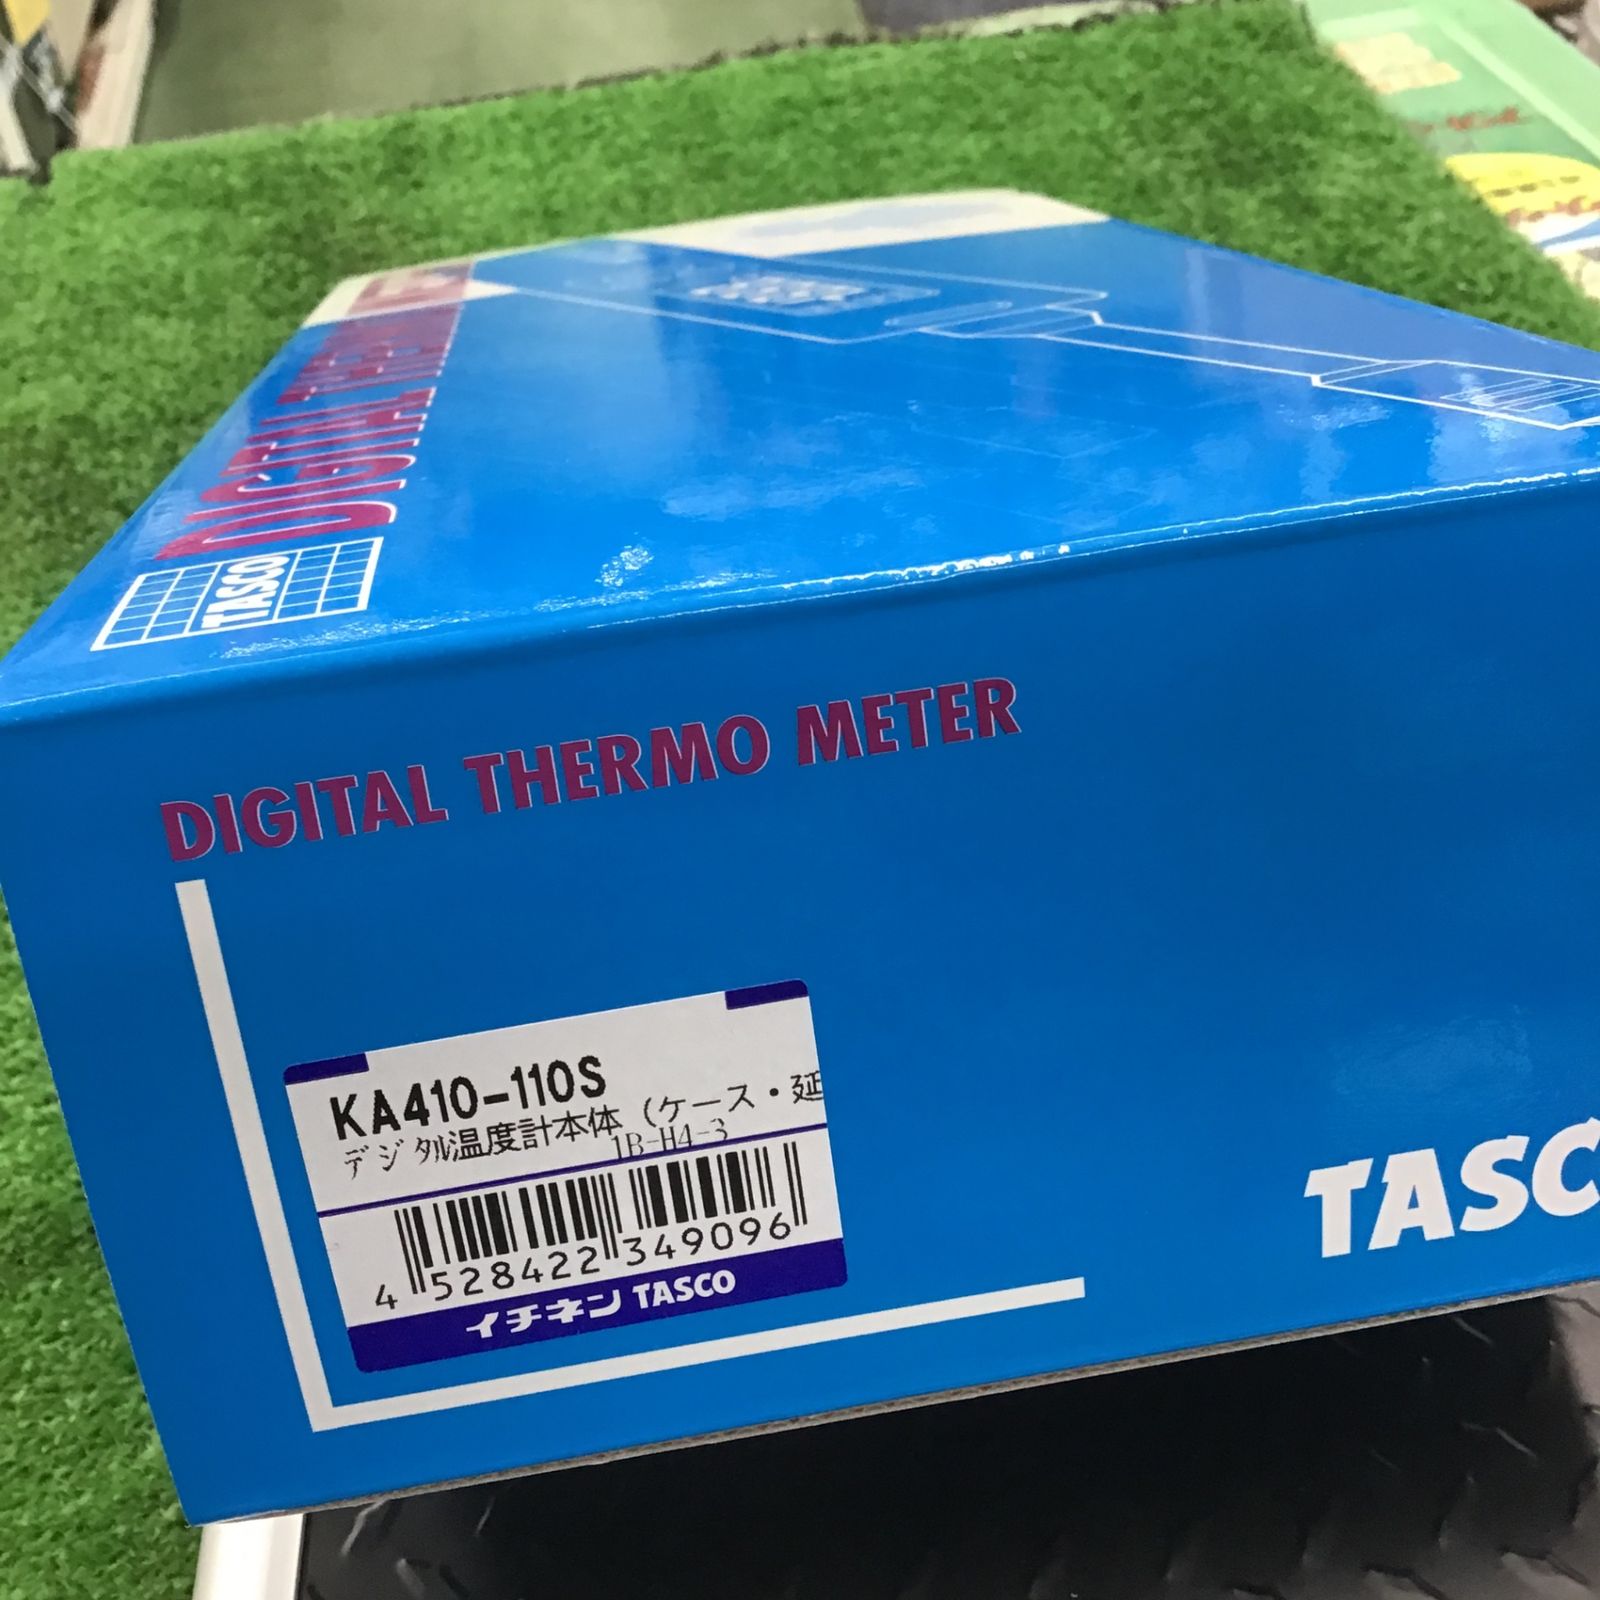 DIGITAL THERMO
TASCO
DIGITAL THERMO METER
KA410-110S
デジタル温度計本体 (ケース・延
1B-H4-3
4 528422 349096
イチネン TASCO
TASC